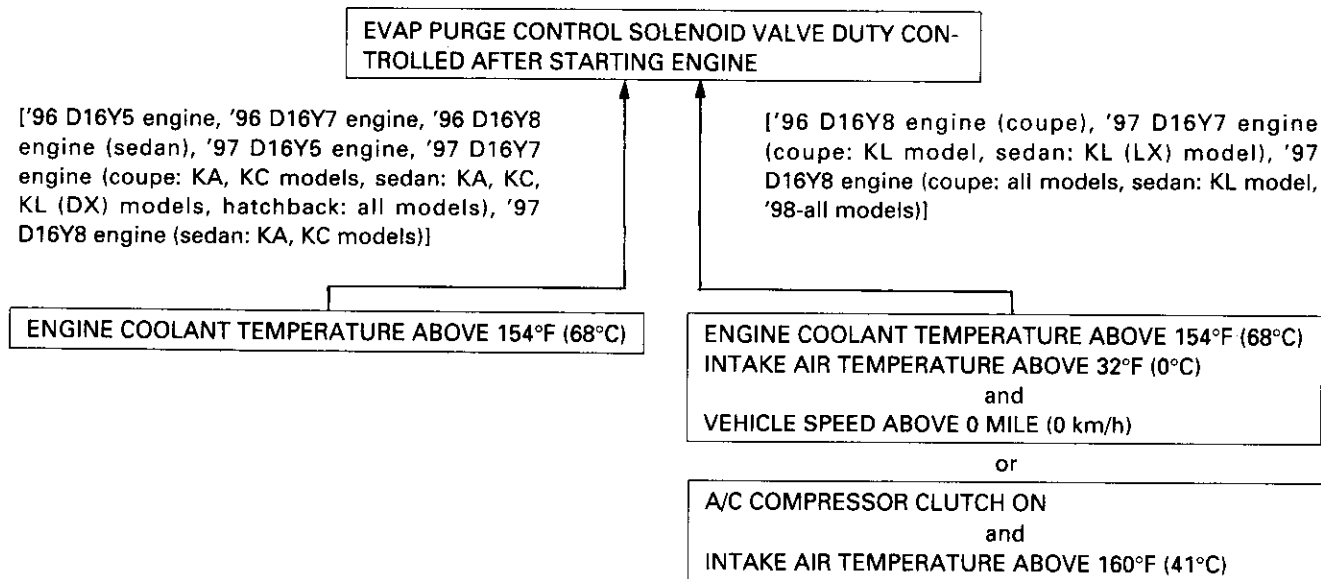 EVAP PURGE CONTROL SOLENOID VALVE DUTY CON-
TROLLED AFTER STARTING ENGINE
['96 D16Y5 engine, '96 D16Y7 engine, '96 D16Y8
engine (sedan), '97 D16Y5 engine, '97 D16Y7
engine (coupe: KA, KC models, sedan: KA, KC,
KL (DX) models, hatchback: all models), '97
D16Y8 engine (sedan: KA, KC models)]
['96 D16Y8 engine (coupe), '97 D16Y7 engine
(coupe: KL model, sedan: KL (LX) model), '97
D16Y8 engine (coupe: all models, sedan: KL model,
'98-all models)]
ENGINE COOLANT TEMPERATURE ABOVE 154°F (68°C)
ENGINE COOLANT TEMPERATURE ABOVE 154°F (68°C)
INTAKE AIR TEMPERATURE ABOVE 32°F (0°C)
and
VEHICLE SPEED ABOVE 0 MILE (0 km/h)
or
A/C COMPRESSOR CLUTCH ON
and
INTAKE AIR TEMPERATURE ABOVE 160°F (41°C)